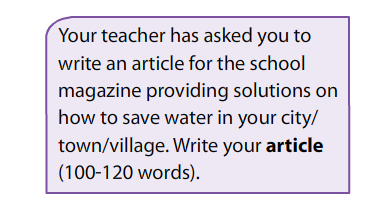 Your teacher has asked you to
write an article for the school
magazine providing solutions on
how to save water in your city/
town/village. Write your article
(100-120 words).